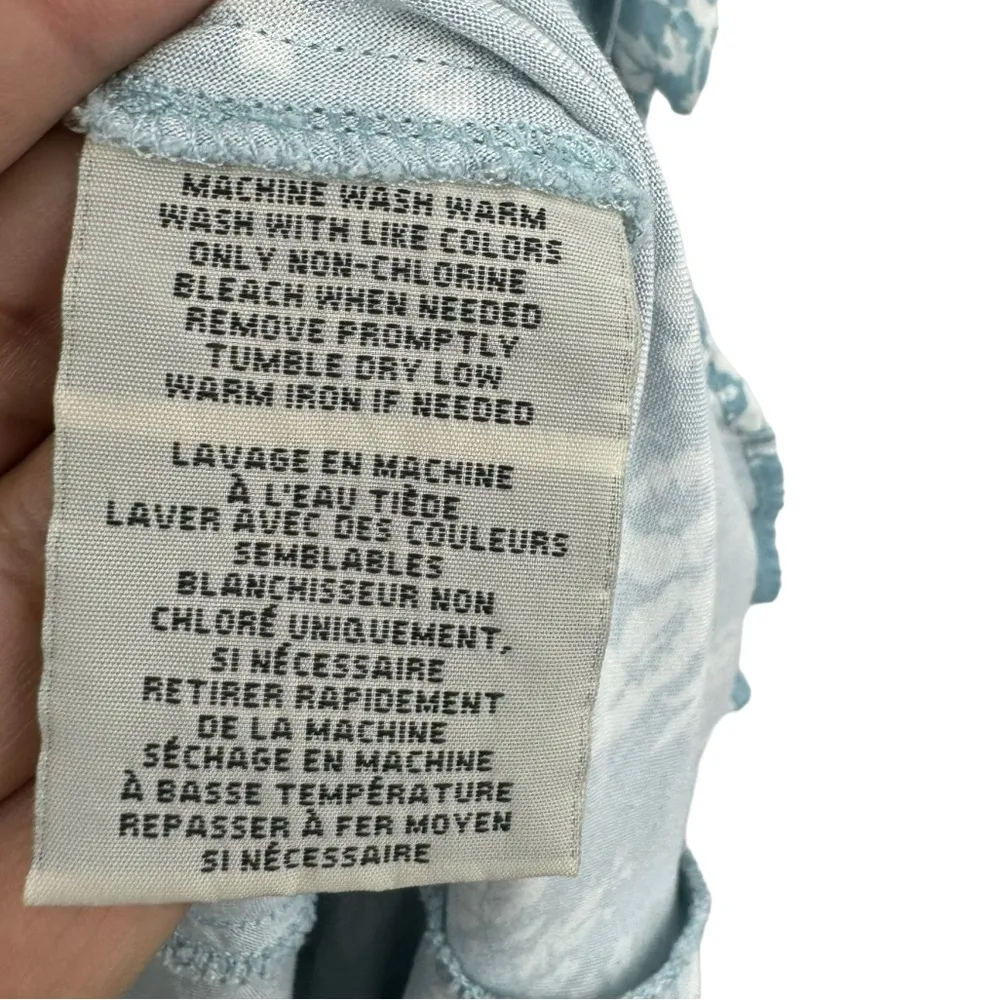 MACHINE WASH WARM
WASH WITH LIKE COLORS
ONLY NON-CHLORINE
BLEACH WHEN NEEDED
REMOVE PROMPTLY
TUMBLE DRY LOW
WARM IRON IF NEEDED
LAVAGE EN MACHINE
À L'EAU TIÈDE
LAVER AVEC DES COULEURS
SEMBLABLES
BLANCHISSEUR NON
CHLORÉ UNIQUEMENT,
SI NÉCESSAIRE
RETIRER RAPIDEMENT
DE LA MACHINE
SÉCHAGE EN MACHINE
À BASSE TEMPÉRATURE
REPASSER À FER MOYEN
SI NÉCESSAIRE